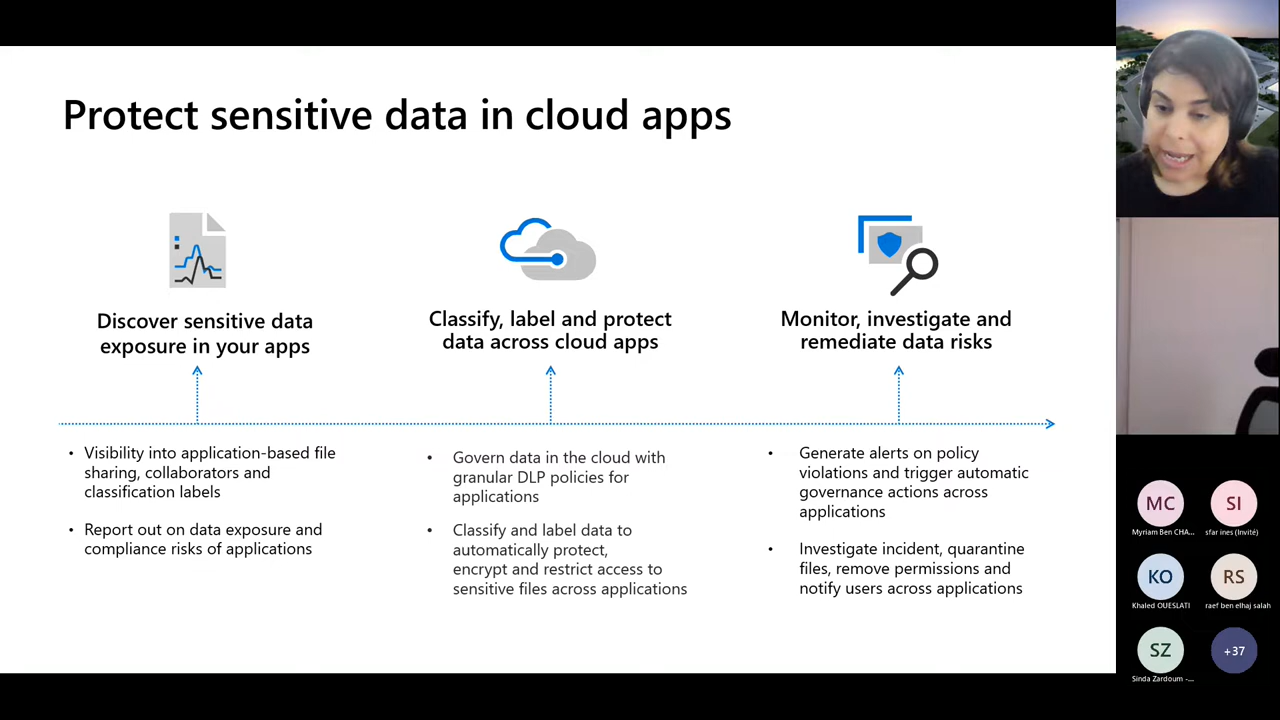 Protect sensitive data in cloud apps
Discover sensitive data
exposure in your apps
• Visibility into application-based file
sharing, collaborators and
classification labels
• Report out on data exposure and
compliance risks of applications
Classify, label and protect
data across cloud apps
• Govern data in the cloud with
granular DLP policies for
applications
• Classify and label data to
automatically protect,
encrypt and restrict access to
sensitive files across applications
Monitor, investigate and
remediate data risks
• Generate alerts on policy
violations and trigger automatic
governance actions across
applications
• Investigate incident, quarantine
files, remove permissions and
notify users across applications
MC
Myriam Ben CHA...
SI
sfar ines (Invité)
KO
Khaled OUESLATI
RS
raef ben elhaj salah
SZ
Sinda Zardoum -...
+37